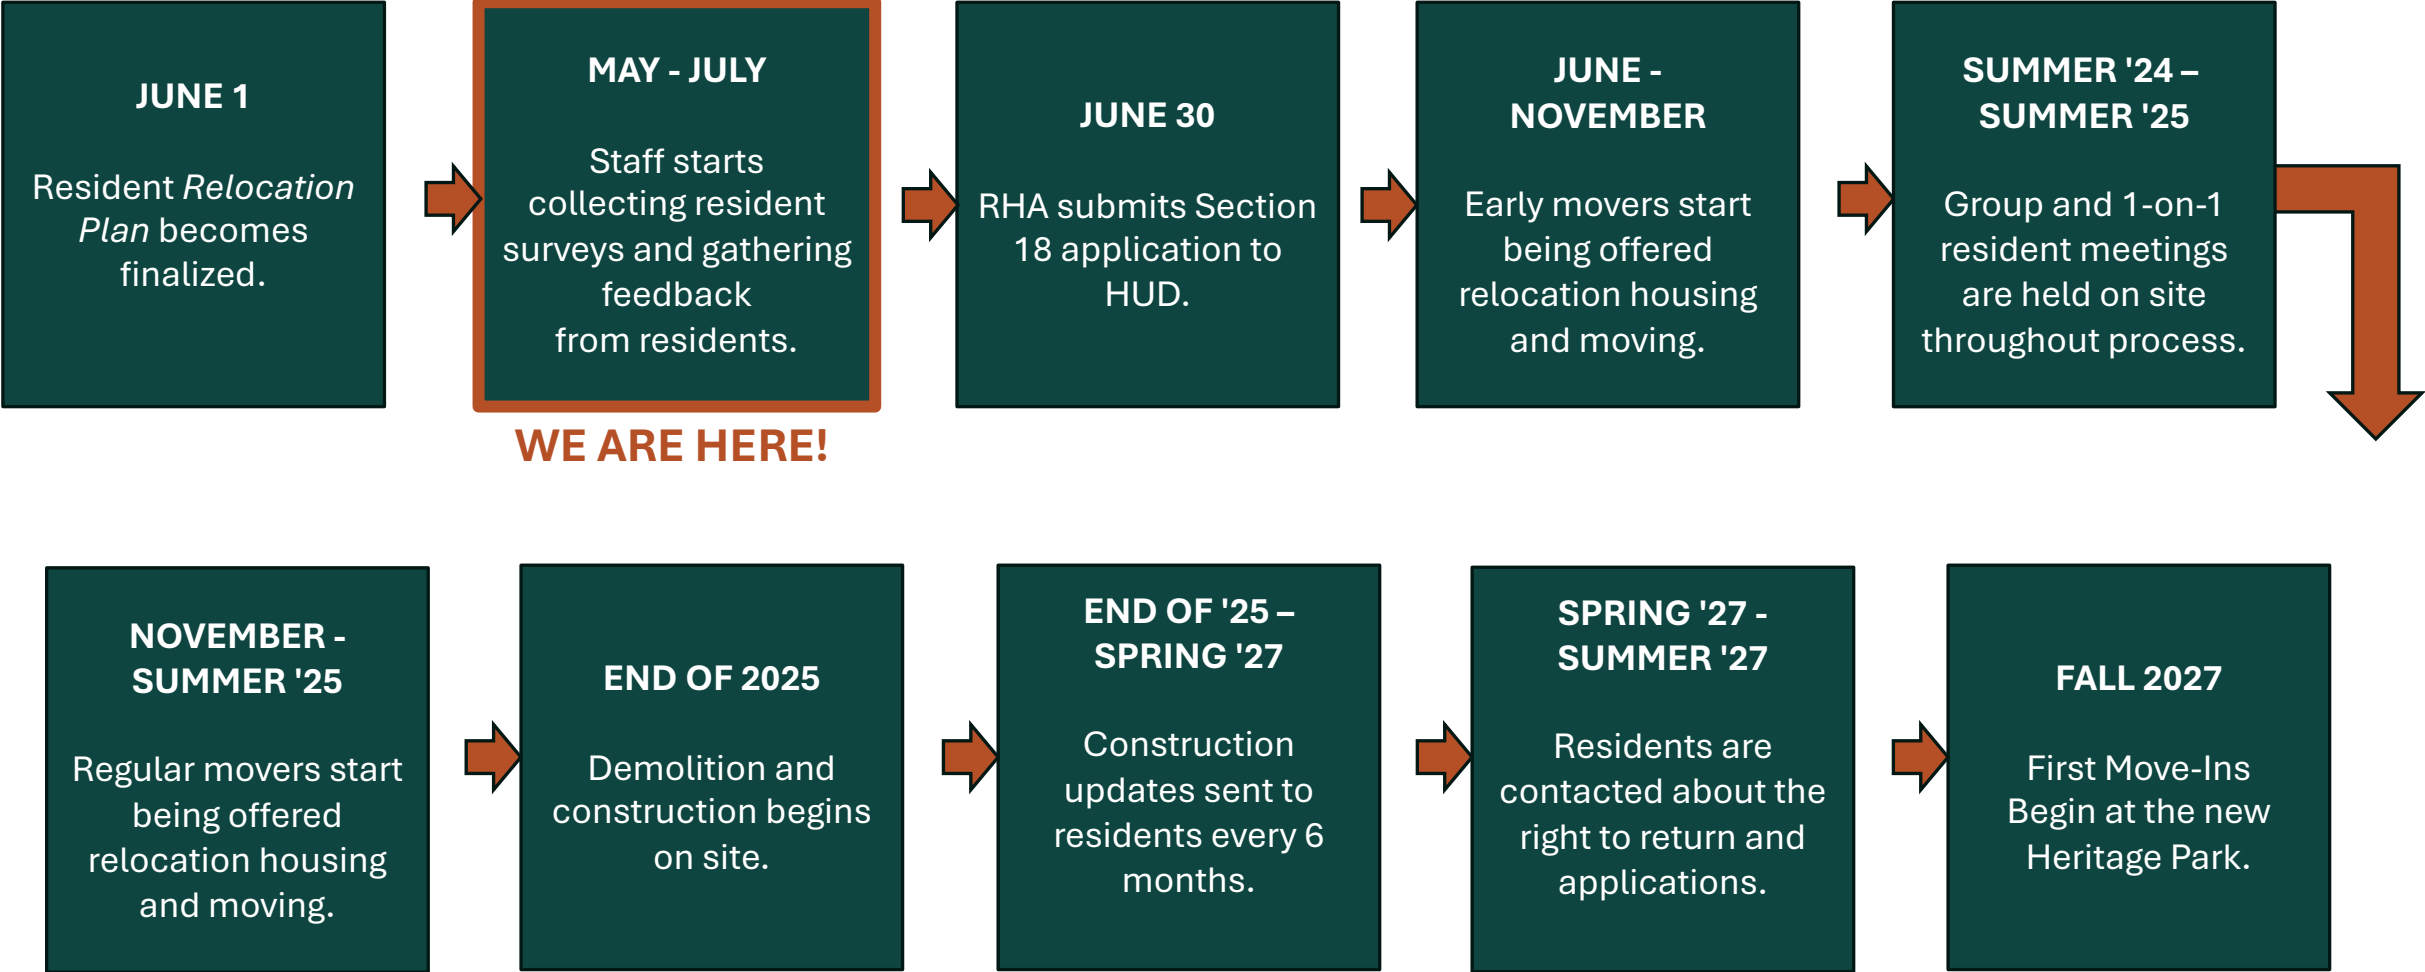 JUNE 1
Resident Relocation
Plan becomes
finalized.
MAY - JULY
Staff starts
collecting resident
surveys and gathering
feedback
from residents.
WE ARE HERE!
JUNE 30
RHA submits Section
18 application to
HUD.
JUNE -
NOVEMBER
Early movers start
being offered
relocation housing
and moving.
SUMMER '24 –
SUMMER '25
Group and 1-on-1
resident meetings
are held on site
throughout process.
NOVEMBER -
SUMMER '25
Regular movers start
being offered
relocation housing
and moving.
END OF 2025
Demolition and
construction begins
on site.
END OF '25 –
SPRING '27
Construction
updates sent to
residents every 6
months.
SPRING '27 -
SUMMER '27
Residents are
contacted about the
right to return and
applications.
FALL 2027
First Move-Ins
Begin at the new
Heritage Park.